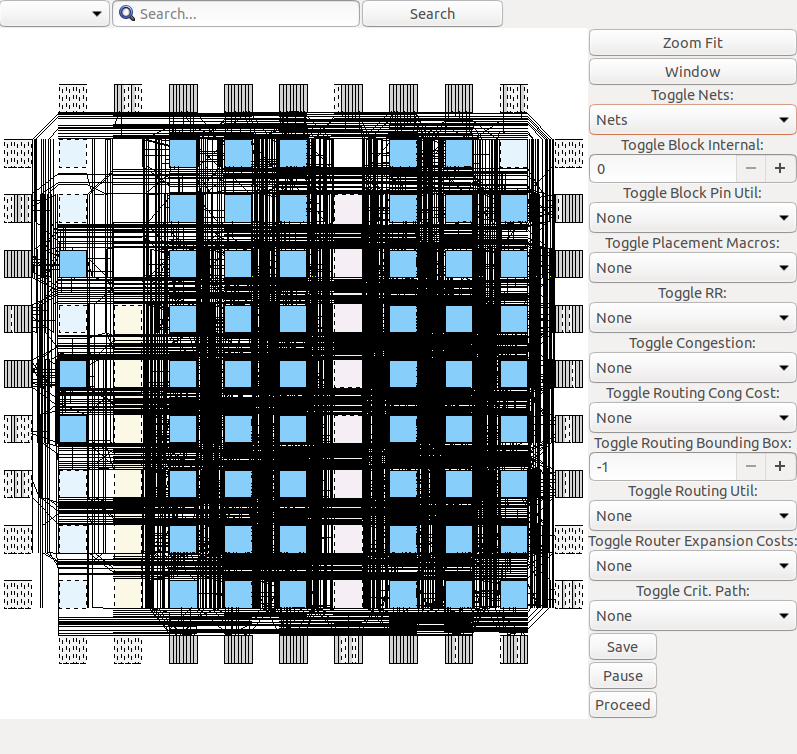 Search...
Search
Zoom Fit
Window
Toggle Nets:
Nets
Toggle Block Internal:
0
Toggle Block Pin Util:
None
Toggle Placement Macros:
None
Toggle RR:
None
Toggle Congestion:
None
Toggle Routing Cong Cost:
None
Toggle Routing Bounding Box:
-1
Toggle Routing Util:
None
Toggle Router Expansion Costs:
None
Toggle Crit. Path:
None
Save
Pause
Proceed